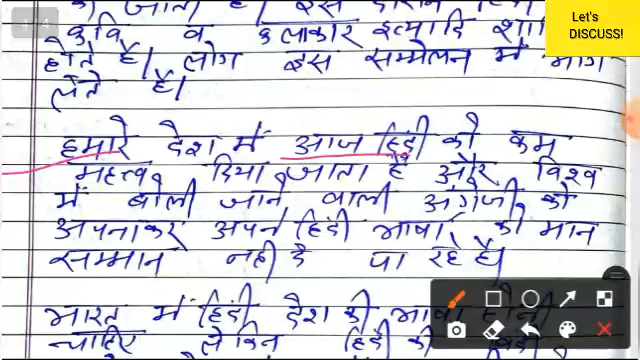 Let's
DISCUSS!
कवि व कलाकार इत्यादि
होते है। लोग इस सम्मेलन में भाग
लेते है।
हमारे देश में आज हिंदी को कम
महत्त्व दिया जाता है और विश्व
में बोली जाने वाली अंग्रेजी को
अपनाकर अपने हिंदी भाषा को मान
सम्मान नही दे पा रहे है।
भारत में हिंदी देश की भाषा होनी
चाहिए लेकिन हिंदी को